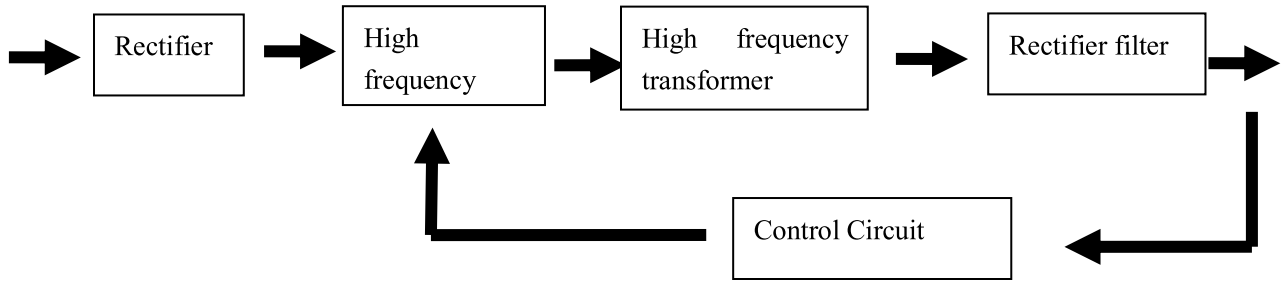 Rectifier
High
frequency
High frequency
transformer
Rectifier filter
Control Circuit